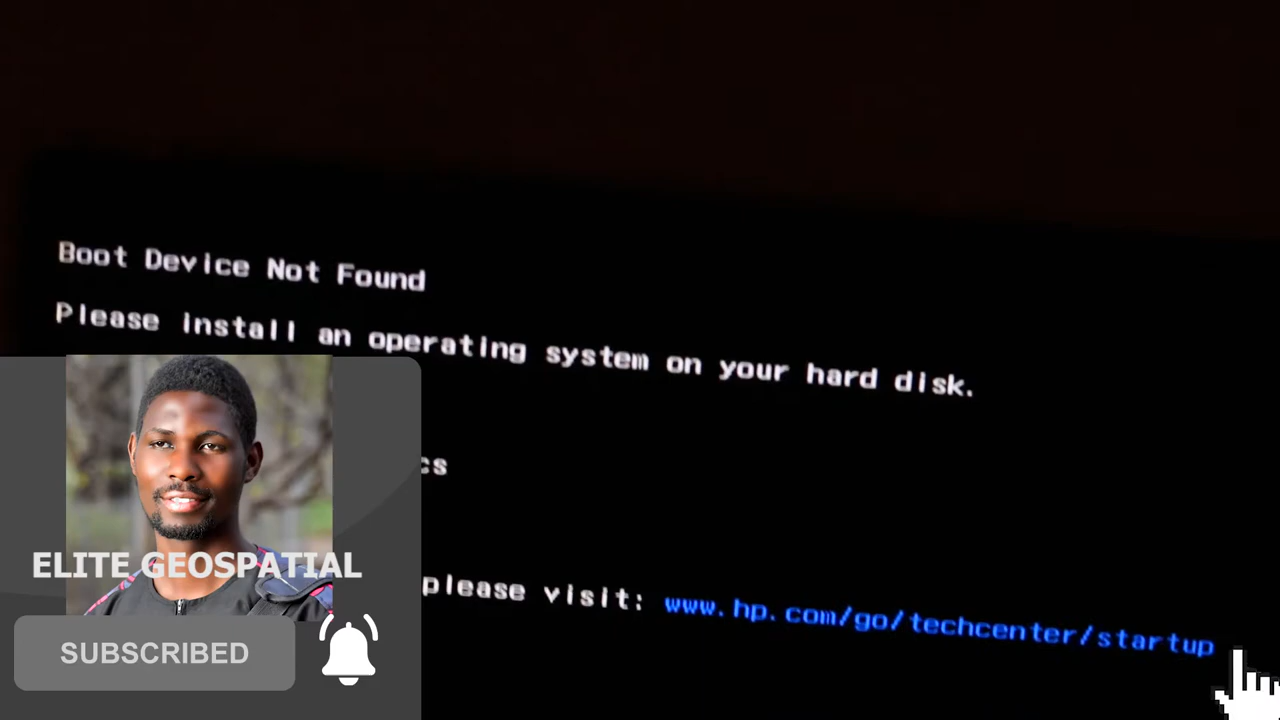 Boot Device Not Found
Please install an operating system on your hard disk.
please visit: www.hp.com/go/techcenter/startup
ELITE GEOSPATIAL
SUBSCRIBED